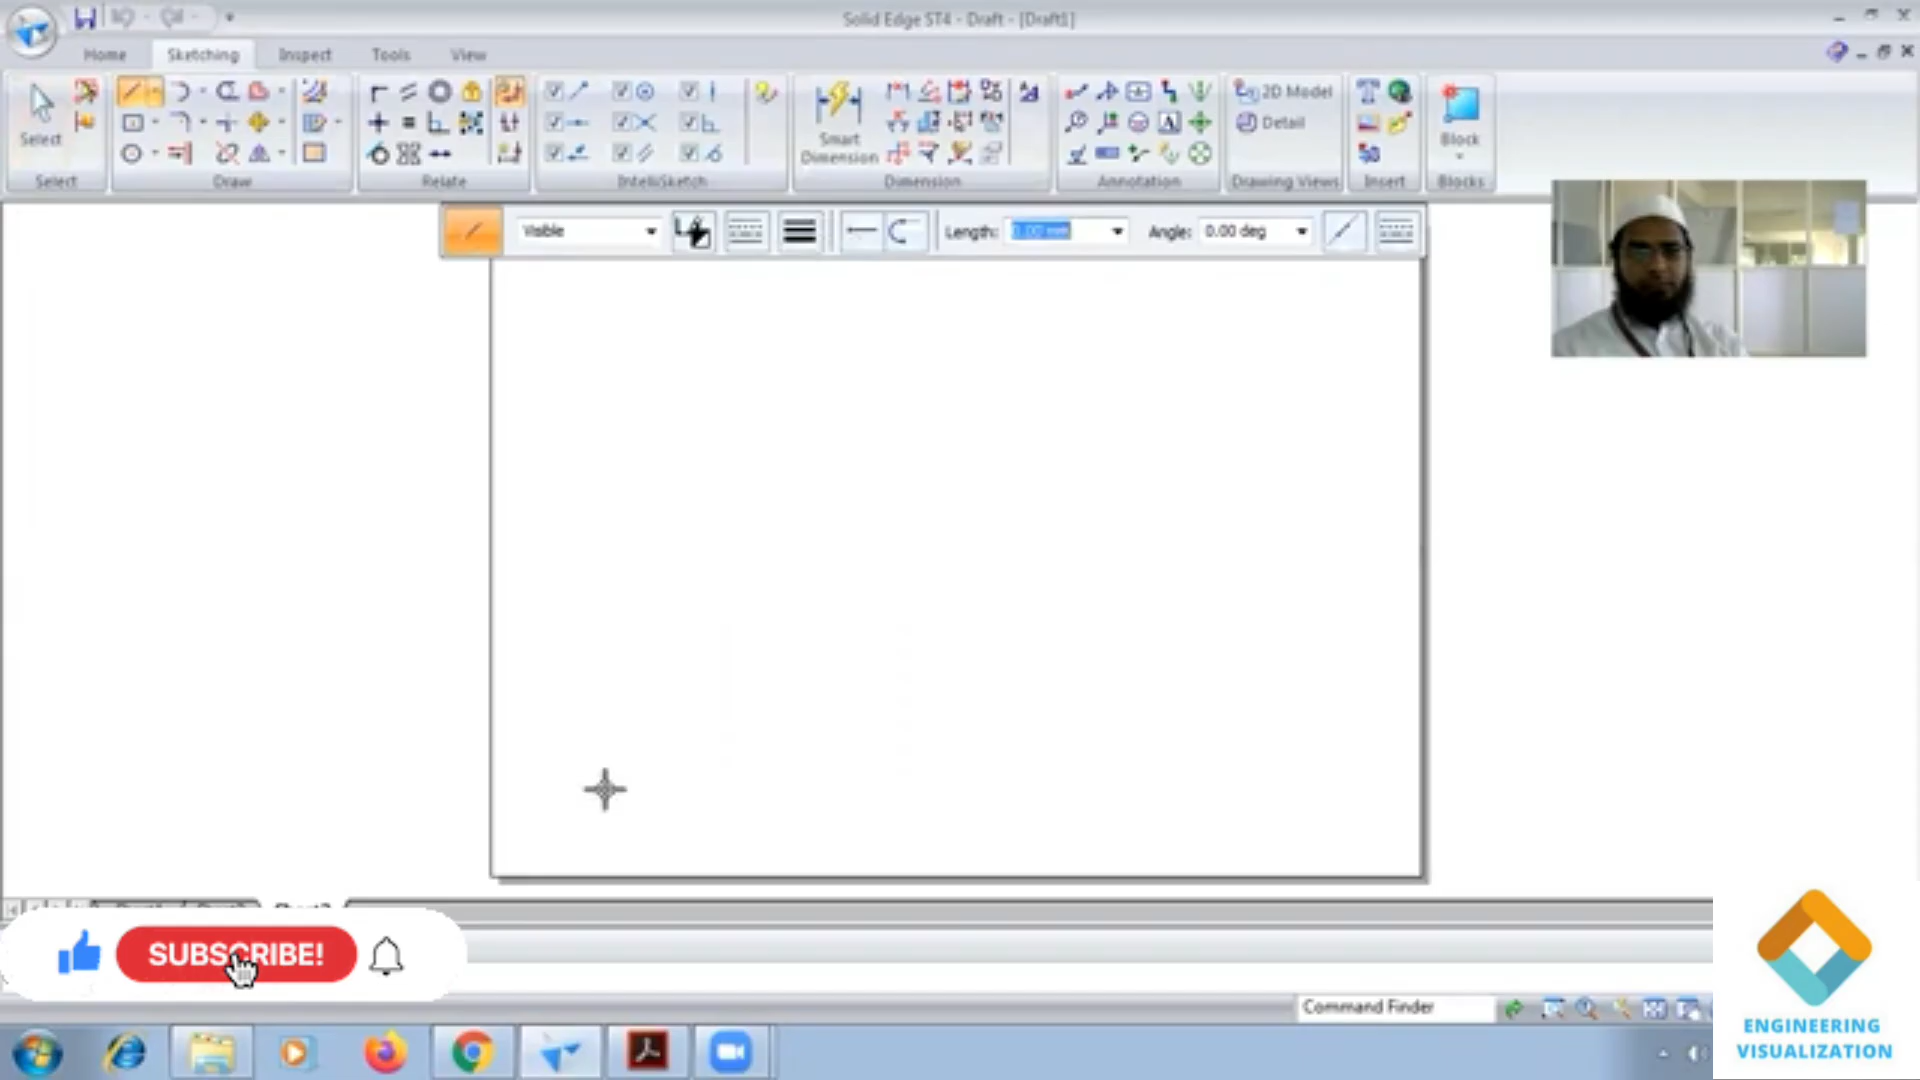 Solid Edge ST4 - Draft - [Draft1]
Home Sketching Inspect Tools View
2D Model
Detail
Select
Smart
Dimension
Block
Select Draw Relate IntelliSketch Dimension Annotation Drawing Views Insert Blocks
Visible Length: Angle: 0.00 deg
SUBSCRIBE!
Command Finder
ENGINEERING
VISUALIZATION